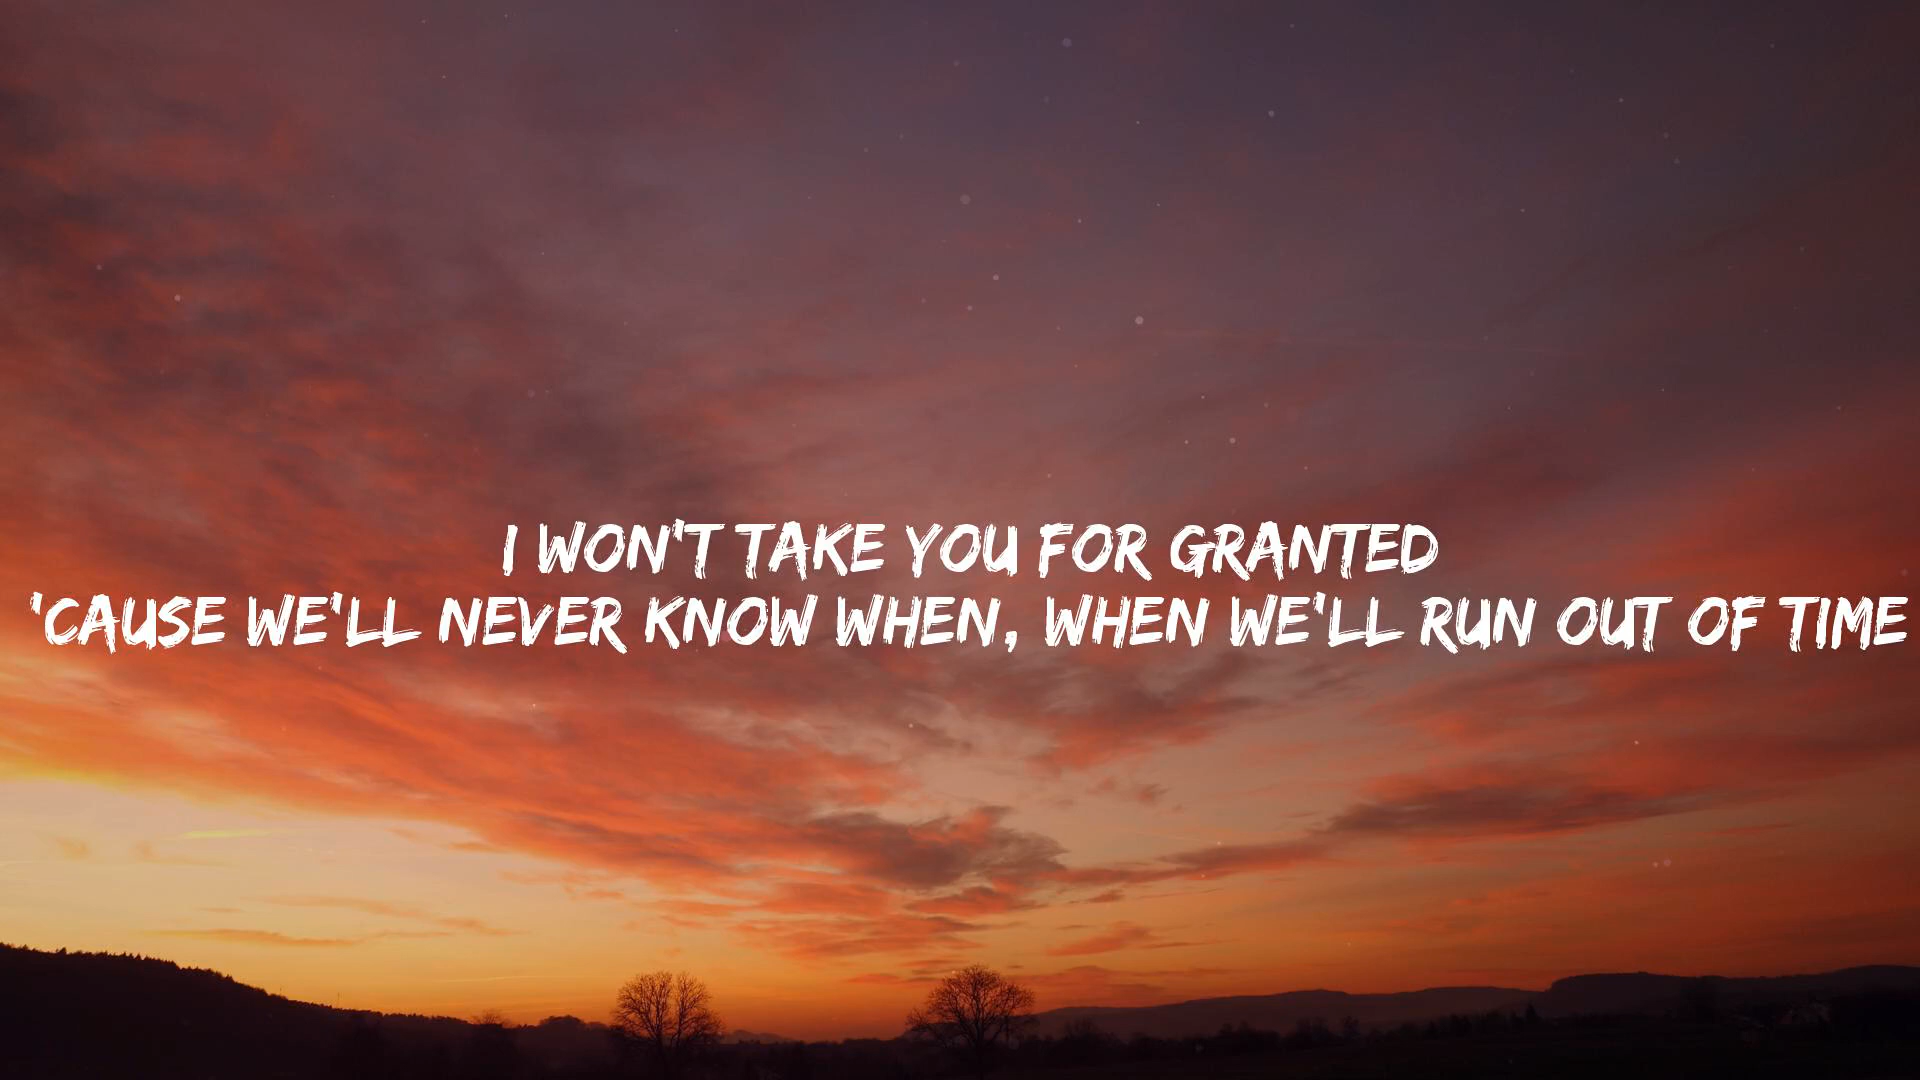 I WON'T TAKE YOU FOR GRANTED
'CAUSE WE'LL NEVER KNOW WHEN, WHEN WE'LL RUN OUT OF TIME